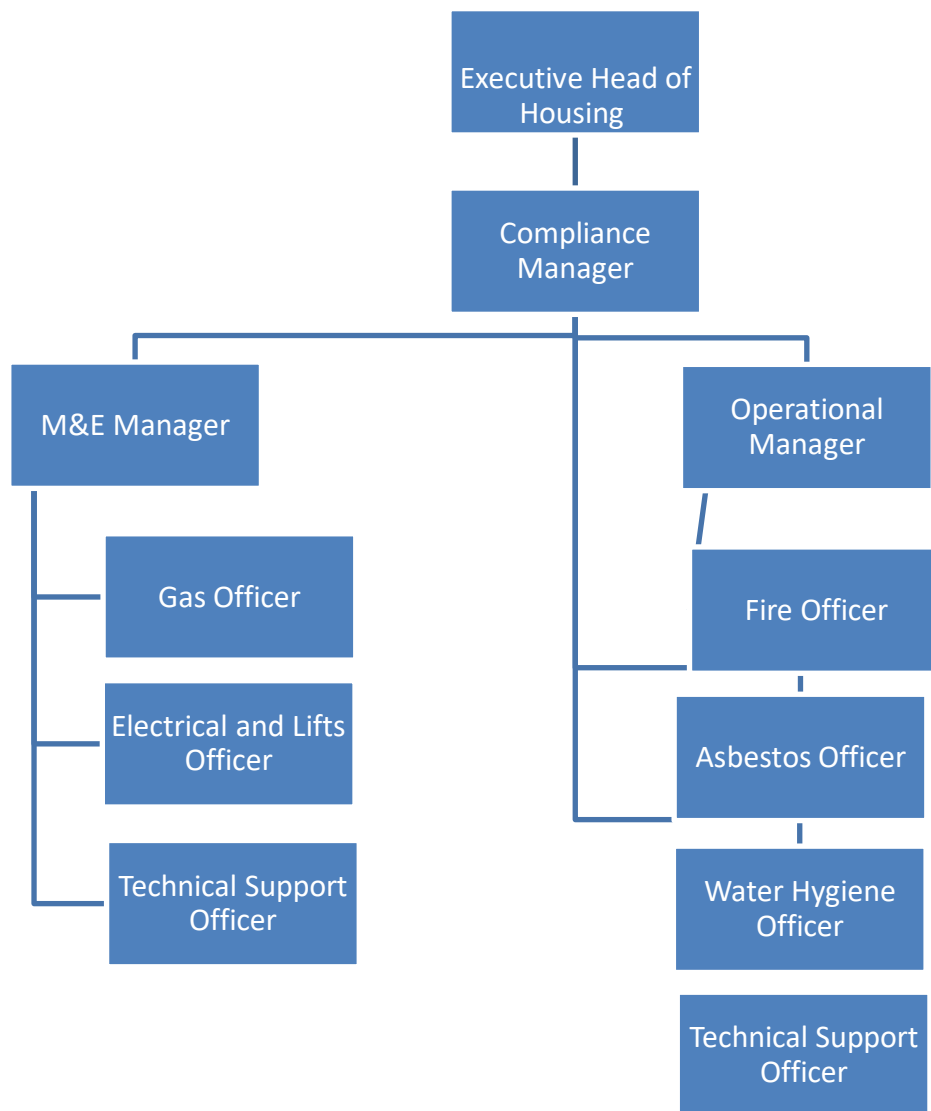 Executive Head of
Housing
Compliance
Manager
M&E Manager
Operational
Manager
Gas Officer
Fire Officer
Electrical and Lifts
Officer
Asbestos Officer
Technical Support
Officer
Water Hygiene
Officer
Technical Support
Officer